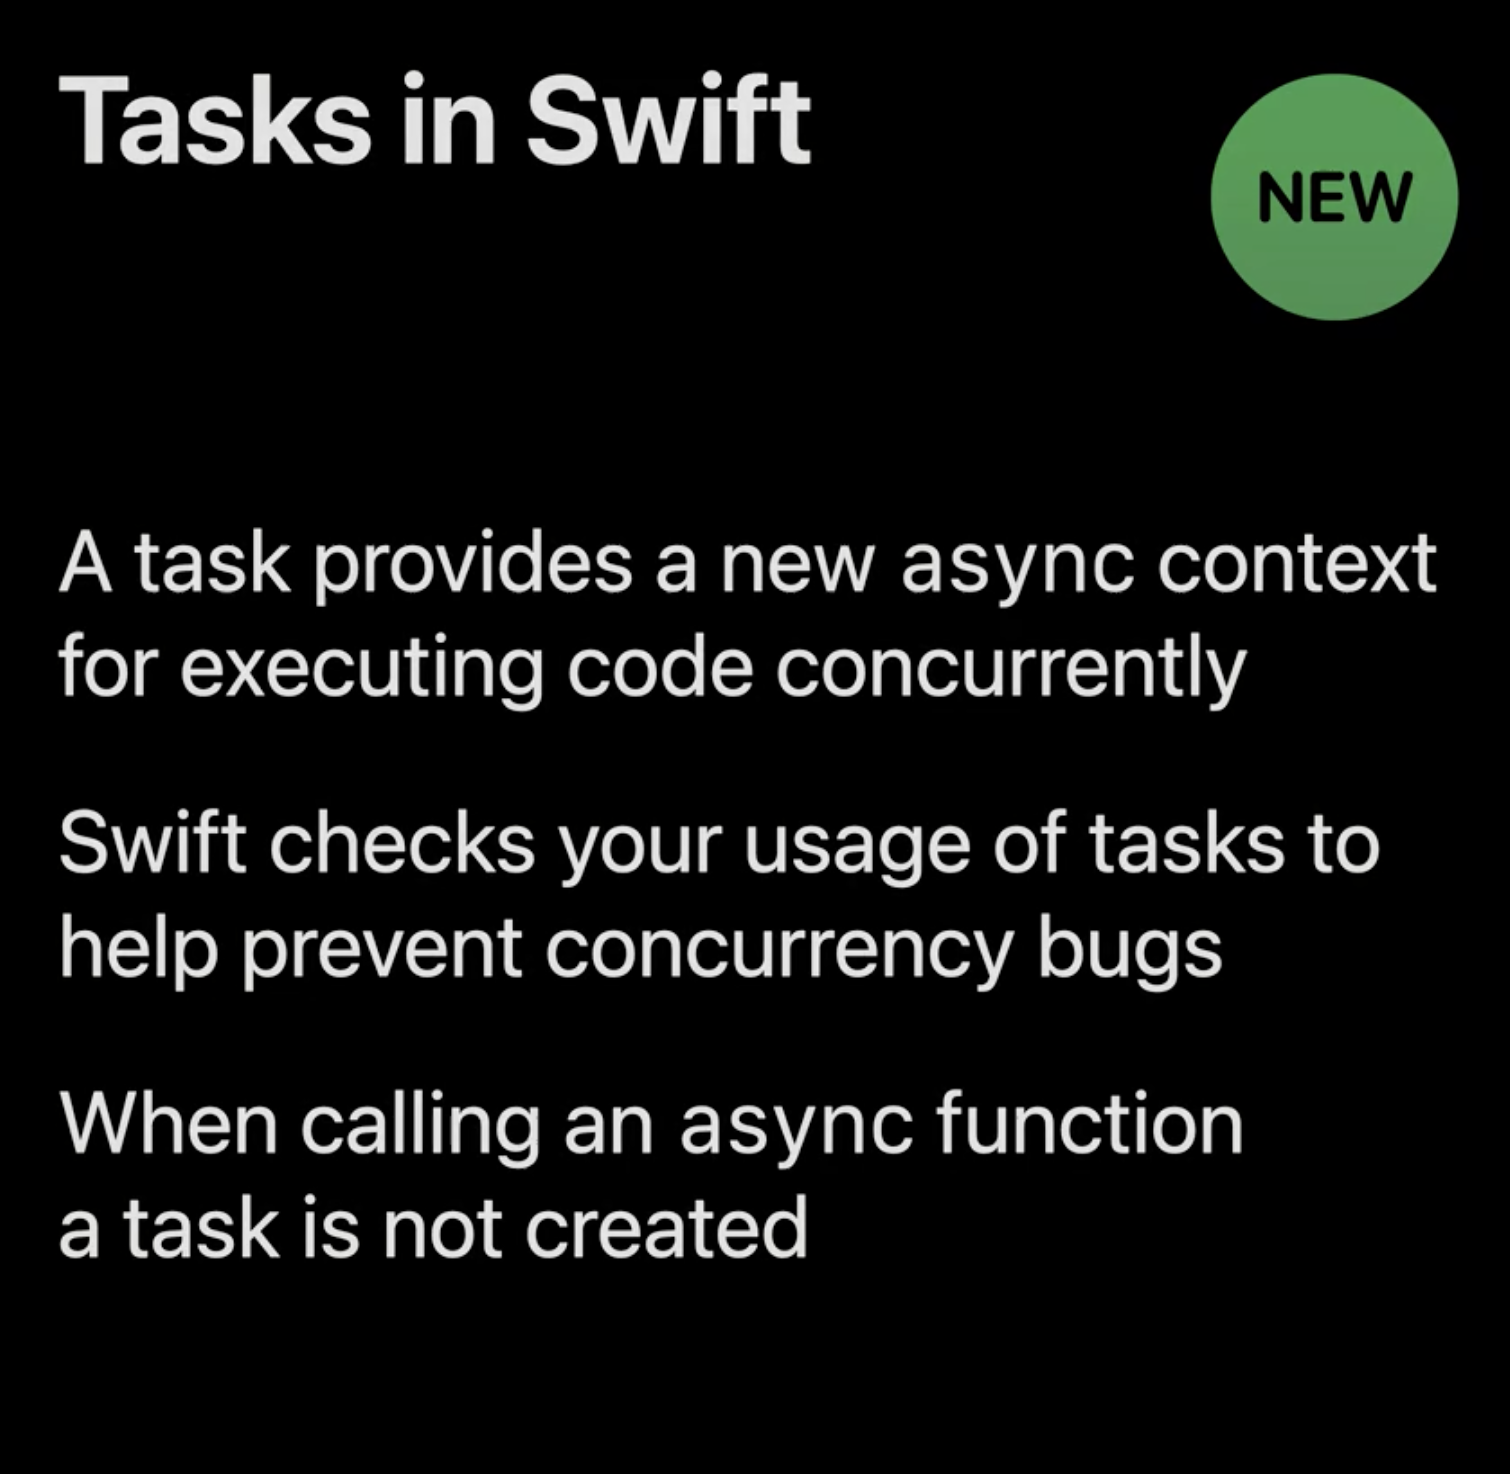 Tasks in Swift
NEW
A task provides a new async context
for executing code concurrently
Swift checks your usage of tasks to
help prevent concurrency bugs
When calling an async function
a task is not created